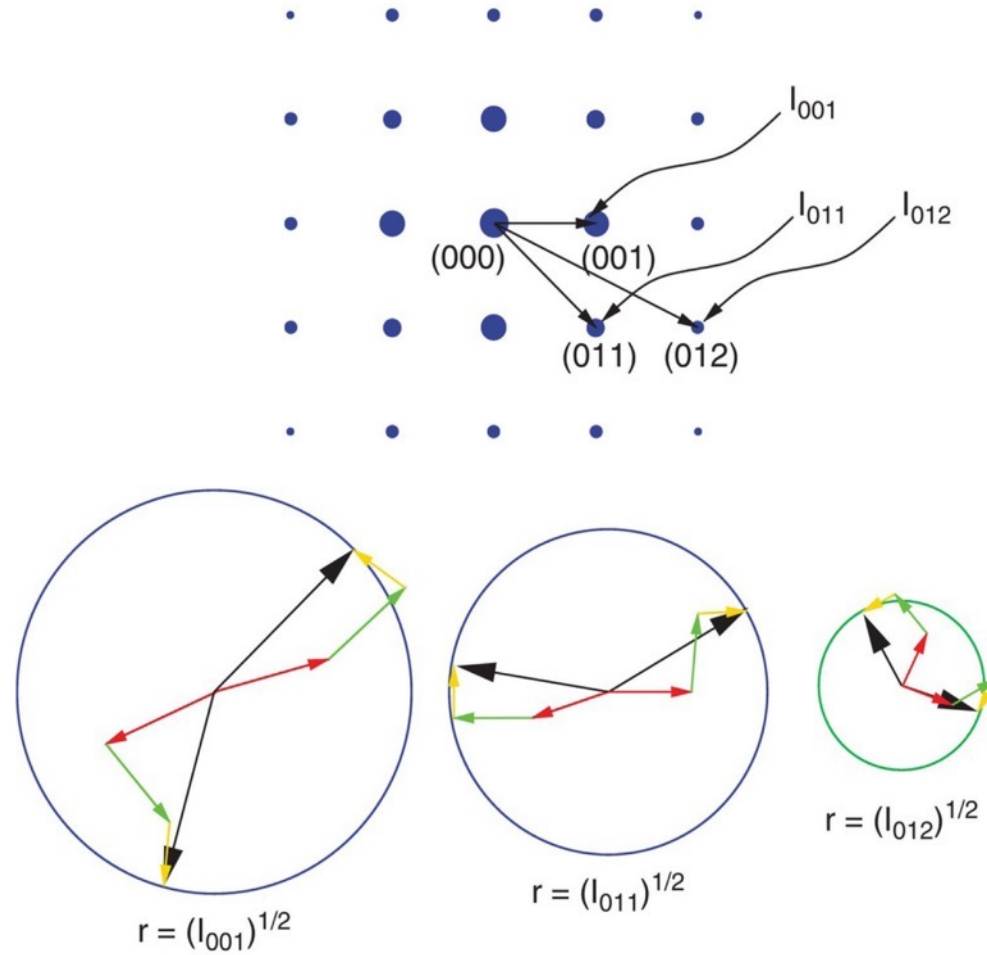 I₀₀₁
I₀₁₁ I₀₁₂
(000) (001)
(011) (012)
r = (I₀₁₂)¹/²
r = (I₀₁₁)¹/²
r = (I₀₀₁)¹/²